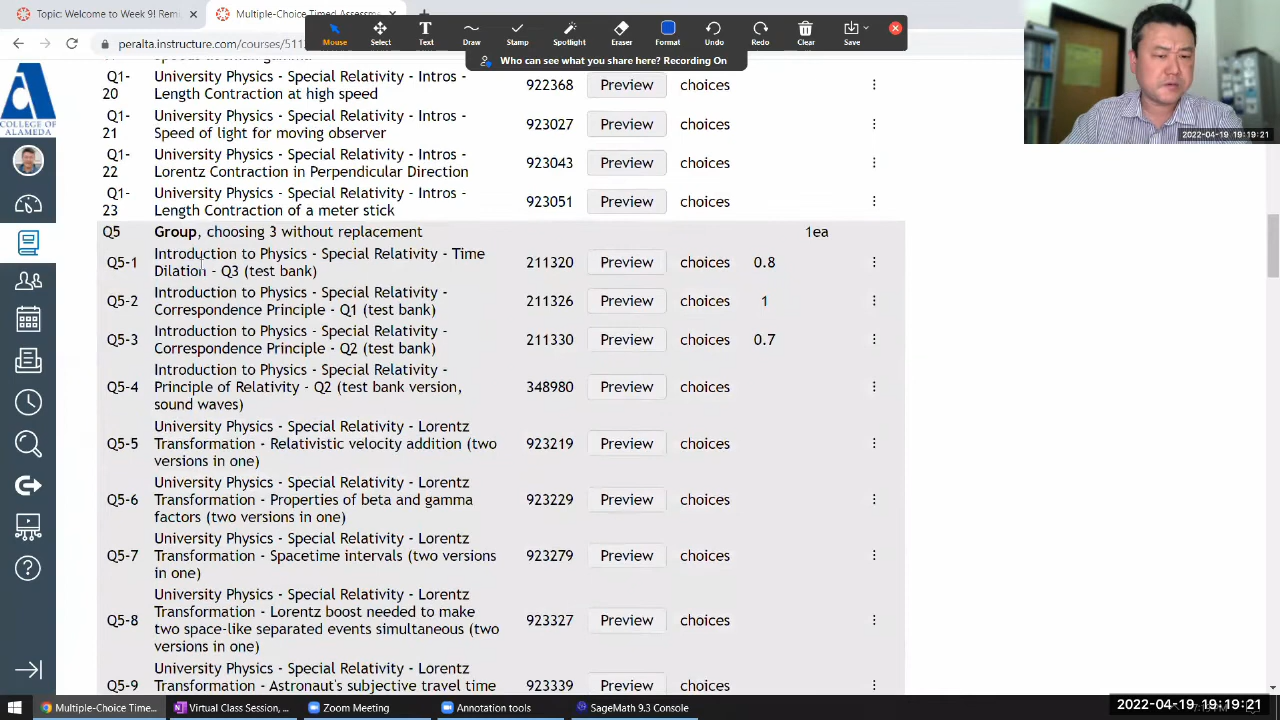 Topic: Welcome to Week 9! Remi
Multiple-Choice Timed Assessmen
peralta.instructure.com/courses/511
Mouse
Select
Text
Draw
Stamp
Spotlight
Eraser
Format
Undo
Redo
Clear
Save
Who can see what you share here? Recording On
2022-04-19 19:19:21
COLLEGE OF
ALAMEDA
Q1-20 University Physics - Special Relativity - Intros -
Length Contraction at high speed 922368 Preview choices
Q1-21 University Physics - Special Relativity - Intros -
Speed of light for moving observer 923027 Preview choices
Q1-22 University Physics - Special Relativity - Intros -
Lorentz Contraction in Perpendicular Direction 923043 Preview choices
Q1-23 University Physics - Special Relativity - Intros -
Length Contraction of a meter stick 923051 Preview choices
Q5 Group, choosing 3 without replacement 1ea
Q5-1 Introduction to Physics - Special Relativity - Time
Dilation - Q3 (test bank) 211320 Preview choices 0.8
Q5-2 Introduction to Physics - Special Relativity -
Correspondence Principle - Q1 (test bank) 211326 Preview choices 1
Q5-3 Introduction to Physics - Special Relativity -
Correspondence Principle - Q2 (test bank) 211330 Preview choices 0.7
Q5-4 Introduction to Physics - Special Relativity -
Principle of Relativity - Q2 (test bank version,
sound waves) 348980 Preview choices
Q5-5 University Physics - Special Relativity - Lorentz
Transformation - Relativistic velocity addition (two
versions in one) 923219 Preview choices
Q5-6 University Physics - Special Relativity - Lorentz
Transformation - Properties of beta and gamma
factors (two versions in one) 923229 Preview choices
Q5-7 University Physics - Special Relativity - Lorentz
Transformation - Spacetime intervals (two versions
in one) 923279 Preview choices
Q5-8 University Physics - Special Relativity - Lorentz
Transformation - Lorentz boost needed to make
two space-like separated events simultaneous (two
versions in one) 923327 Preview choices
Q5-9 University Physics - Special Relativity - Lorentz
Transformation - Astronaut's subjective travel time 923339 Preview choices
Multiple-Choice Time...
Virtual Class Session, ...
Zoom Meeting
Annotation tools
SageMath 9.3 Console
2022-04-19 19:19:21